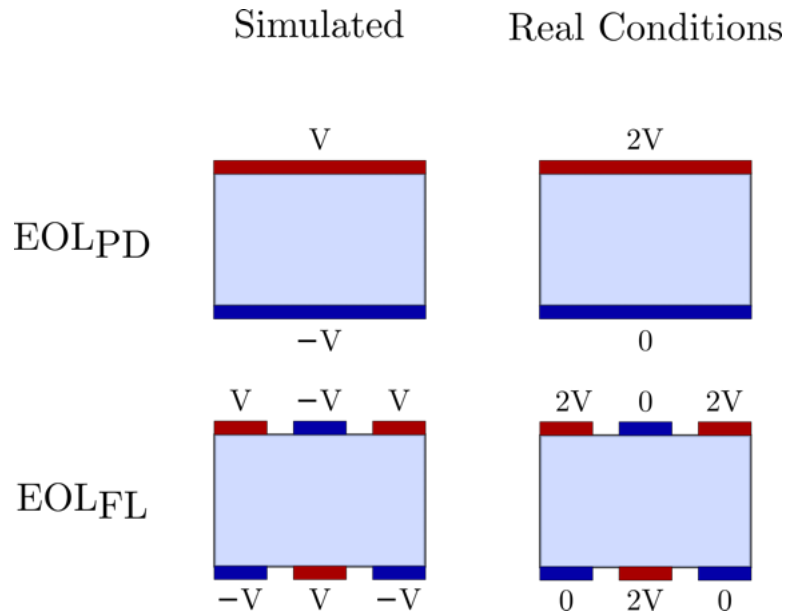 Simulated Real Conditions
V 2V
EOLPD
−V 0
V −V V 2V 0 2V
EOLFL
−V V −V 0 2V 0